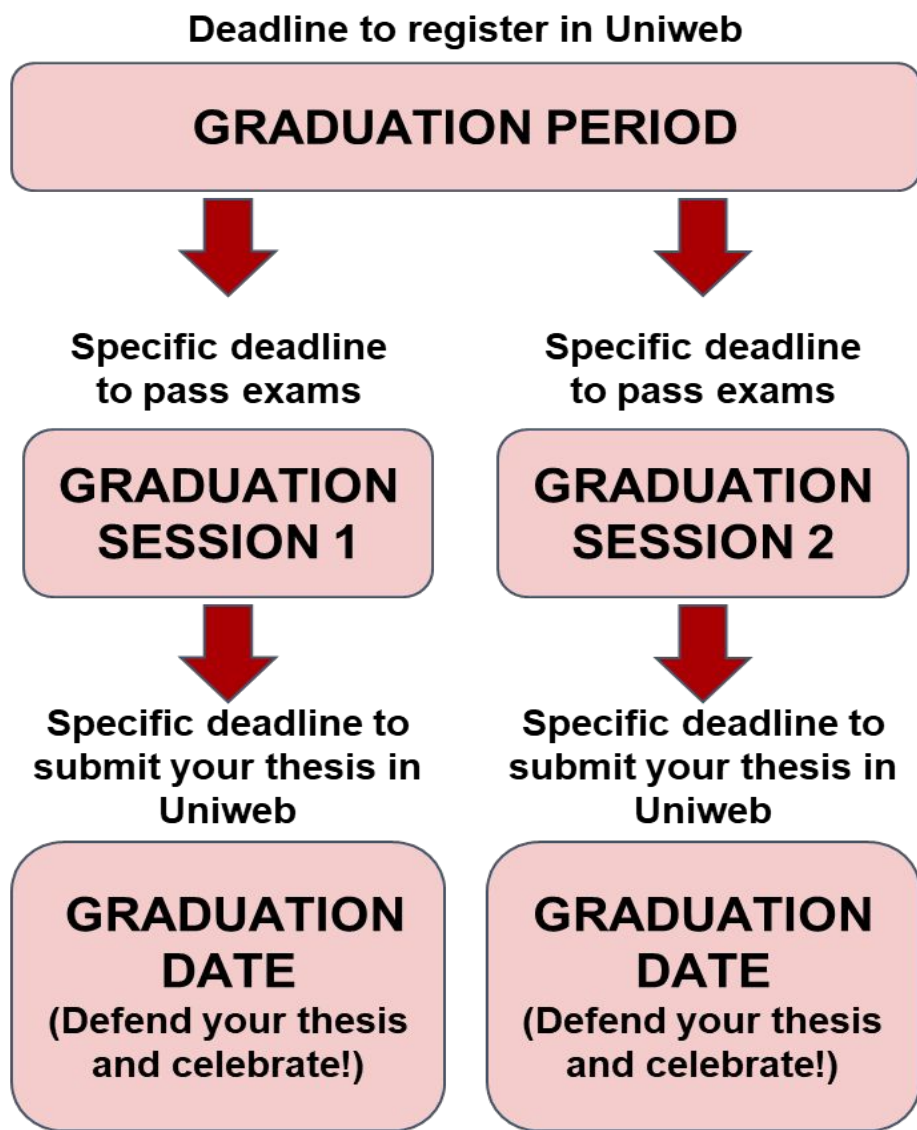 Deadline to register in Uniweb
GRADUATION PERIOD
Specific deadline
to pass exams
GRADUATION
SESSION 1
Specific deadline to
submit your thesis in
Uniweb
GRADUATION
DATE
(Defend your thesis
and celebrate!)
Specific deadline
to pass exams
GRADUATION
SESSION 2
Specific deadline to
submit your thesis in
Uniweb
GRADUATION
DATE
(Defend your thesis
and celebrate!)